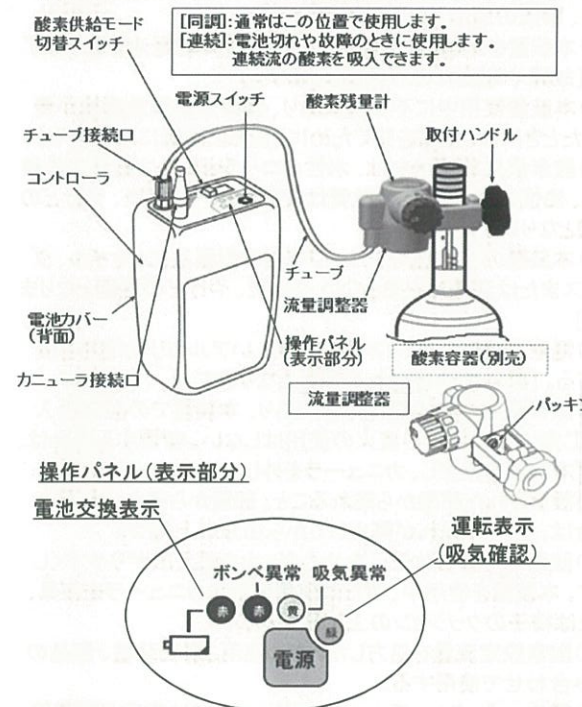 酸素供給モード
切替スイッチ
[同調]:通常はこの位置で使用します。
[連続]:電池切れや故障のときに使用します。
連続流の酸素を吸入できます。
電源スイッチ
酸素残量計
チューブ接続口
取付ハンドル
コントローラ
チューブ
流量調整器
電池カバー
(背面)
操作パネル
(表示部分)
酸素容器(別売)
カニューラ接続口
流量調整器
パッキン
操作パネル(表示部分)
電池交換表示
運転表示
(吸気確認)
ボンベ異常 吸気異常
赤 赤 黄
緑
電源